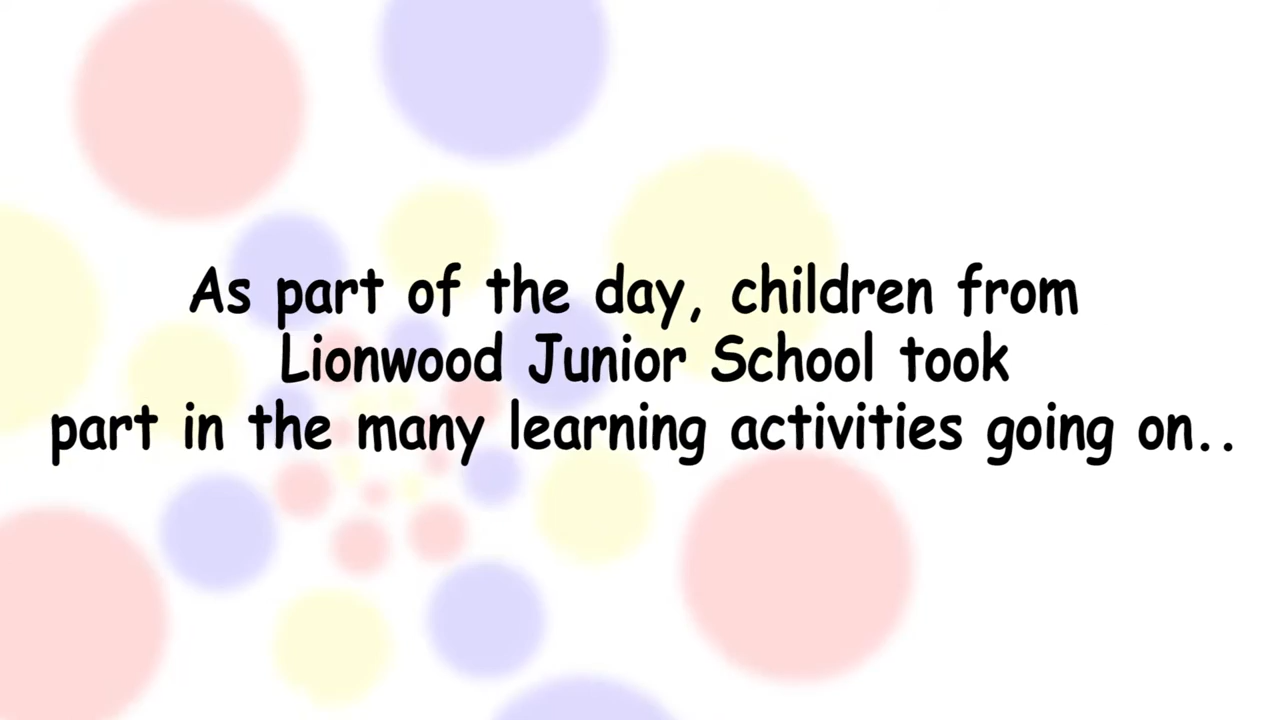 As part of the day, children from
Lionwood Junior School took
part in the many learning activities going on..